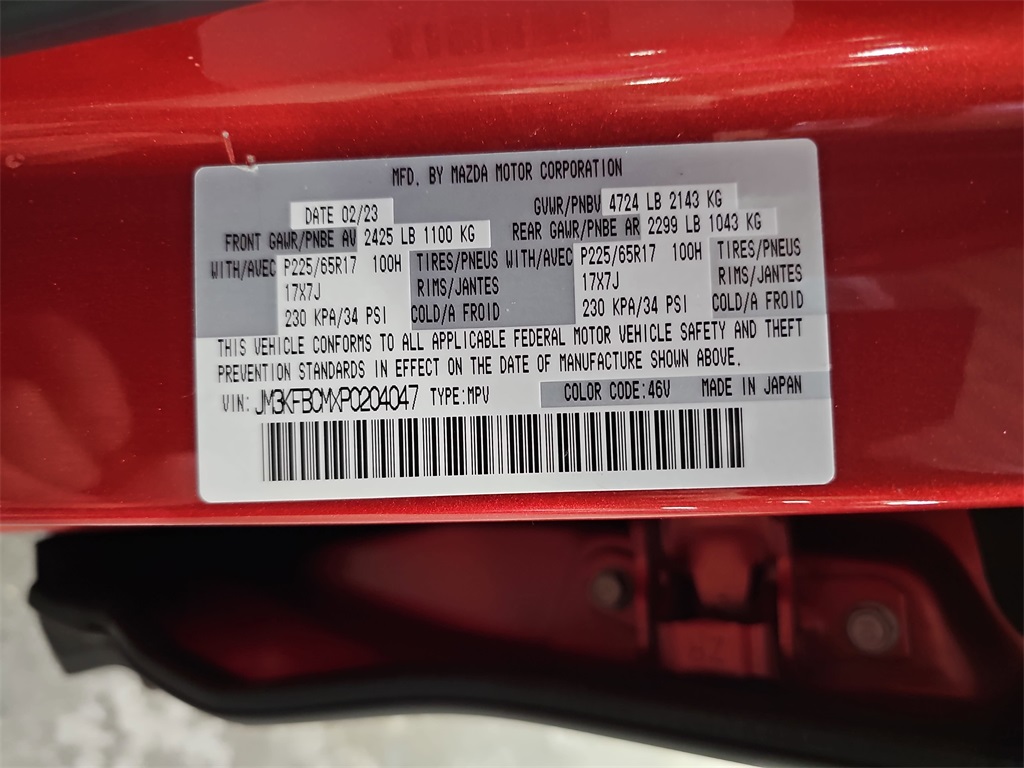 MFD. BY MAZDA MOTOR CORPORATION
DATE 02/23 GVWR/PNBV 4724 LB 2143 KG
FRONT GAWR/PNBE AV 2425 LB 1100 KG REAR GAWR/PNBE AR 2299 LB 1043 KG
WITH/AVEC P225/65R17 100H TIRES/PNEUS WITH/AVEC P225/65R17 100H TIRES/PNEUS
17X7J RIMS/JANTES 17X7J RIMS/JANTES
230 KPA/34 PSI COLD/A FROID 230 KPA/34 PSI COLD/A FROID
THIS VEHICLE CONFORMS TO ALL APPLICABLE FEDERAL MOTOR VEHICLE SAFETY AND THEFT
PREVENTION STANDARDS IN EFFECT ON THE DATE OF MANUFACTURE SHOWN ABOVE.
VIN: JM3KFBCMXP0204047 TYPE:MPV COLOR CODE:46V MADE IN JAPAN